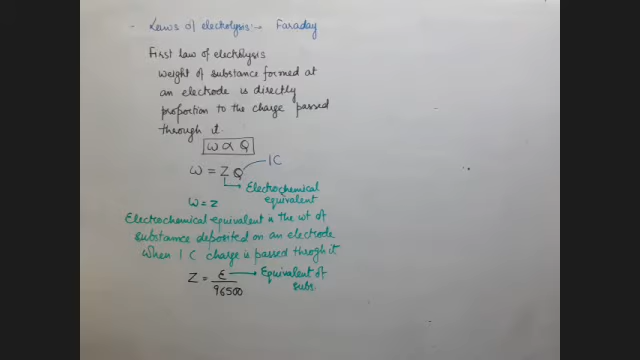 - Laws of electrolysis :→ Faraday
First law of electrolysis
weight of substance formed at
an electrode is directly
proportion to the charge passed
through it.
w ∝ Q
w = Z Q 1C
→ Electrochemical
equivalent
w = z
Electrochemical equivalent is the wt of
substance deposited on an electrode
when 1 C charge is passed through it
Z = E → Equivalent of
96500 subs.